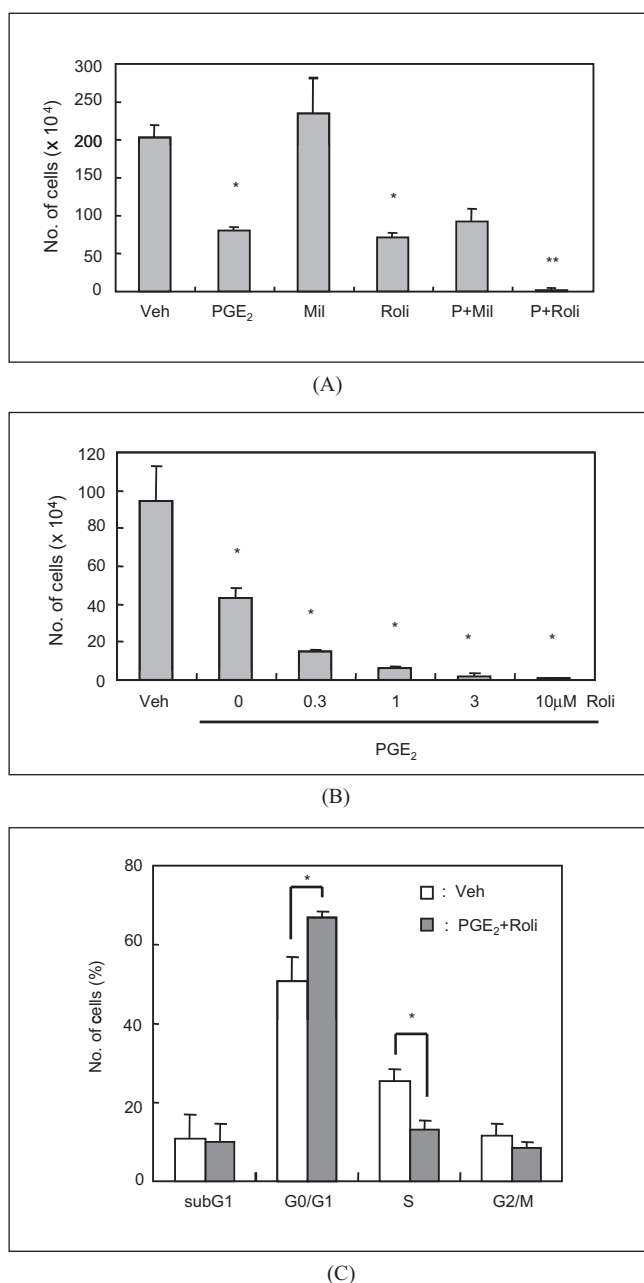 300
250
200
150
100
50
0
No. of cells (x 10⁴)
*
*
**
Veh PGE₂ Mil Roli P+Mil P+Roli
(A)
120
100
80
60
40
20
0
No. of cells (x 10⁴)
*
*
*
*
*
Veh 0 0.3 1 3 10μM Roli
PGE₂
(B)
80
60
40
20
0
No. of cells (%)
*
*
: Veh
: PGE₂+Roli
subG1 G0/G1 S G2/M
(C)